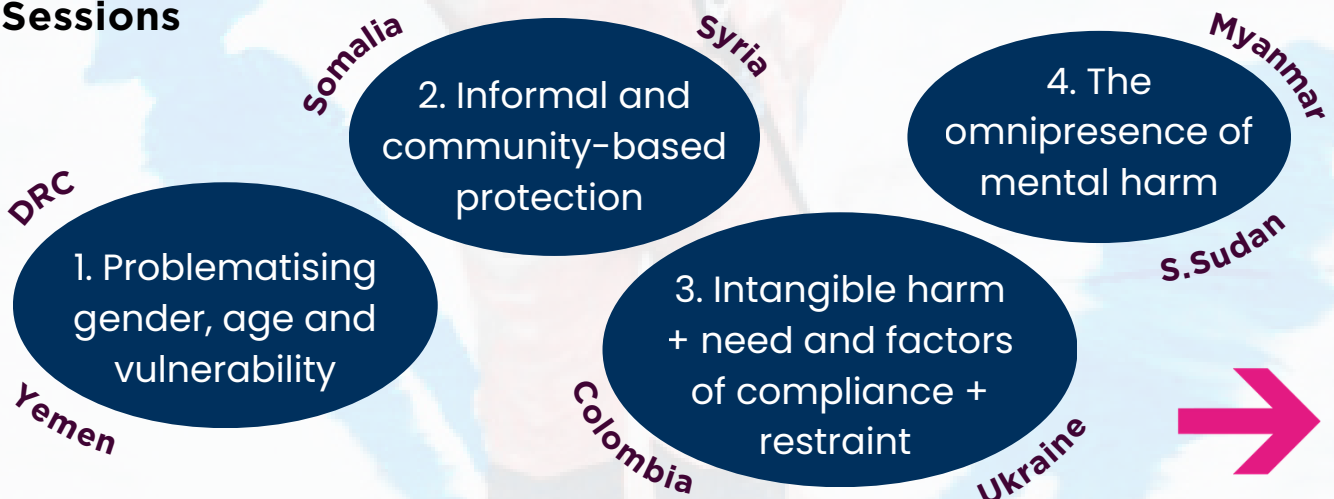 Sessions
DRC
1. Problematising
gender, age and
vulnerability
Yemen
Somalia
Syria
2. Informal and
community-based
protection
3. Intangible harm
+ need and factors
of compliance +
restraint
Colombia
Ukraine
Myanmar
4. The
omnipresence of
mental harm
S.Sudan